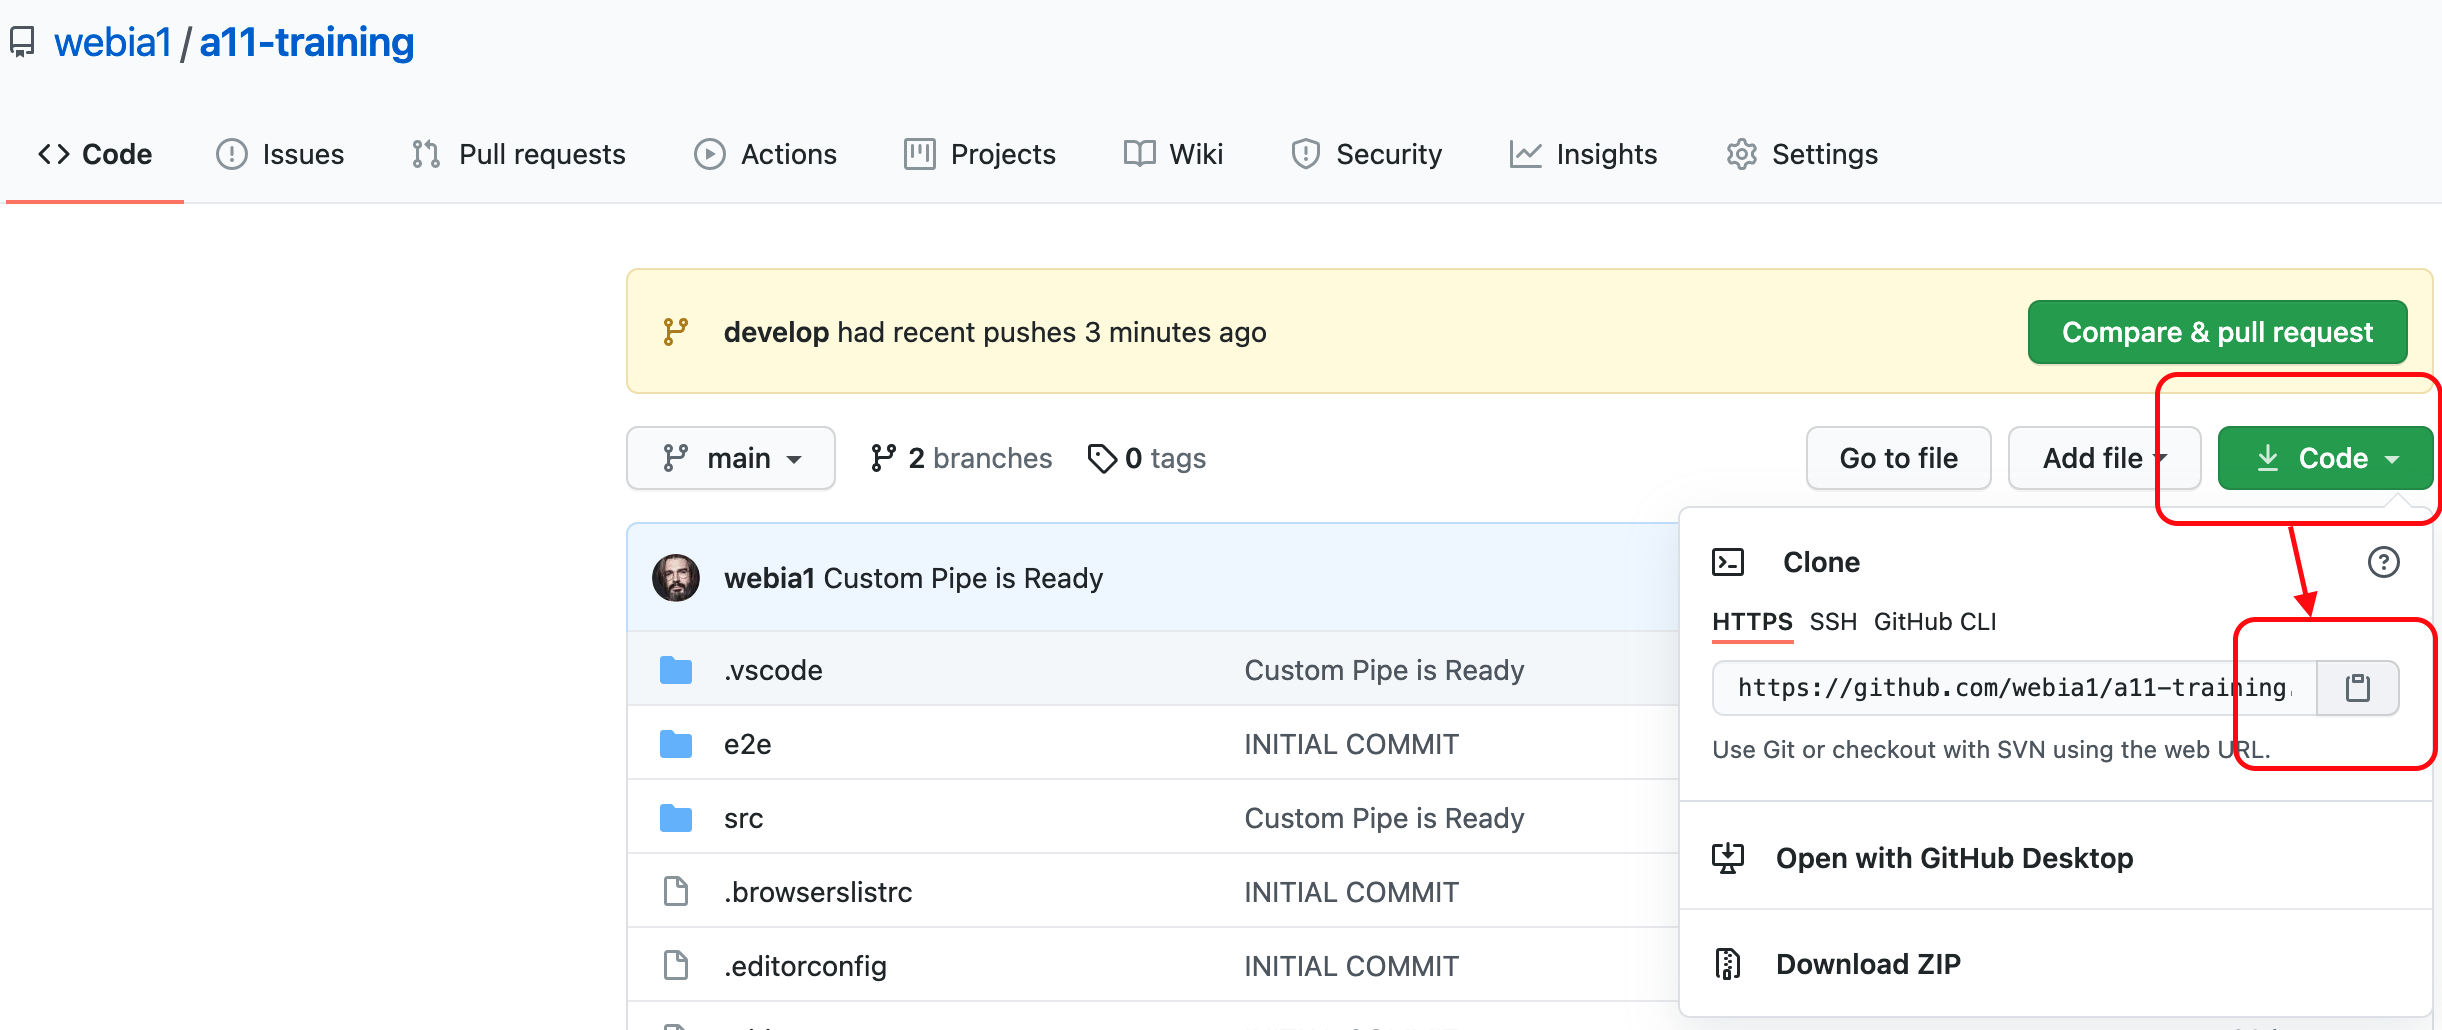 webia1 / a11-training
Code Issues Pull requests Actions Projects Wiki Security Insights Settings
develop had recent pushes 3 minutes ago
Compare & pull request
main 2 branches 0 tags Go to file Add file Code
webia1 Custom Pipe is Ready
.vscode Custom Pipe is Ready
e2e INITIAL COMMIT
src Custom Pipe is Ready
.browserslistrc INITIAL COMMIT
.editorconfig INITIAL COMMIT
Clone
HTTPS SSH GitHub CLI
https://github.com/webia1/a11-training.
Use Git or checkout with SVN using the web URL.
Open with GitHub Desktop
Download ZIP